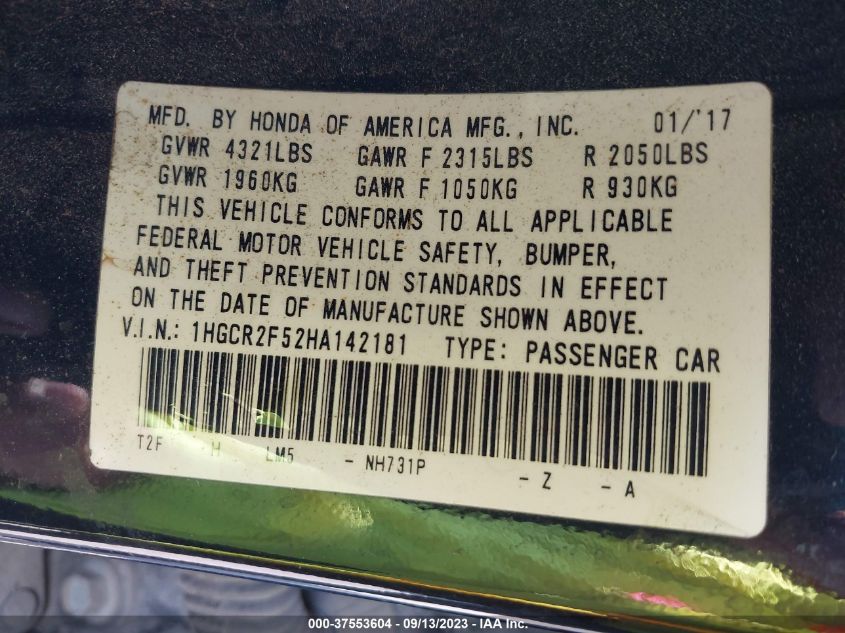 MFD. BY HONDA OF AMERICA MFG., INC. 01/'17
GVWR 4321LBS GAWR F 2315LBS R 2050LBS
GVWR 1960KG GAWR F 1050KG R 930KG
THIS VEHICLE CONFORMS TO ALL APPLICABLE
FEDERAL MOTOR VEHICLE SAFETY, BUMPER,
AND THEFT PREVENTION STANDARDS IN EFFECT
ON THE DATE OF MANUFACTURE SHOWN ABOVE.
V.I.N.: 1HGCR2F52HA142181 TYPE: PASSENGER CAR
T2F H LM5 - NH731P - Z - A
000-37553604 - 09/13/2023 - IAA Inc.